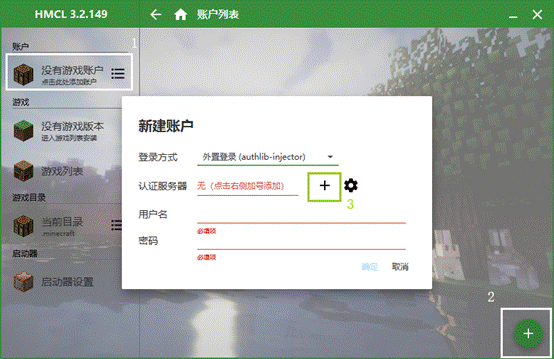 HMCL 3.2.149
账户列表
账户
1
没有游戏账户
点击此处添加账户
游戏
没有游戏版本
进入游戏列表安装
游戏列表
游戏目录
当前目录
.minecraft
启动器
启动器设置
新建账户
登录方式 外置登录 (authlib-injector)
认证服务器 无（点击右侧加号添加）
3
用户名
必填项
密码
必填项
确定 取消
2